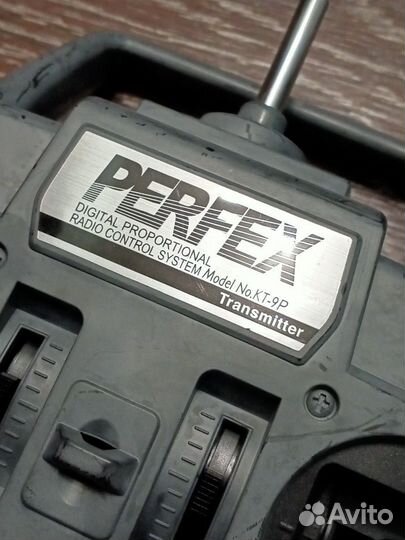 PERFEX
DIGITAL PROPORTIONAL
RADIO CONTROL SYSTEM Model No.KT-9P
Transmitter
Avito